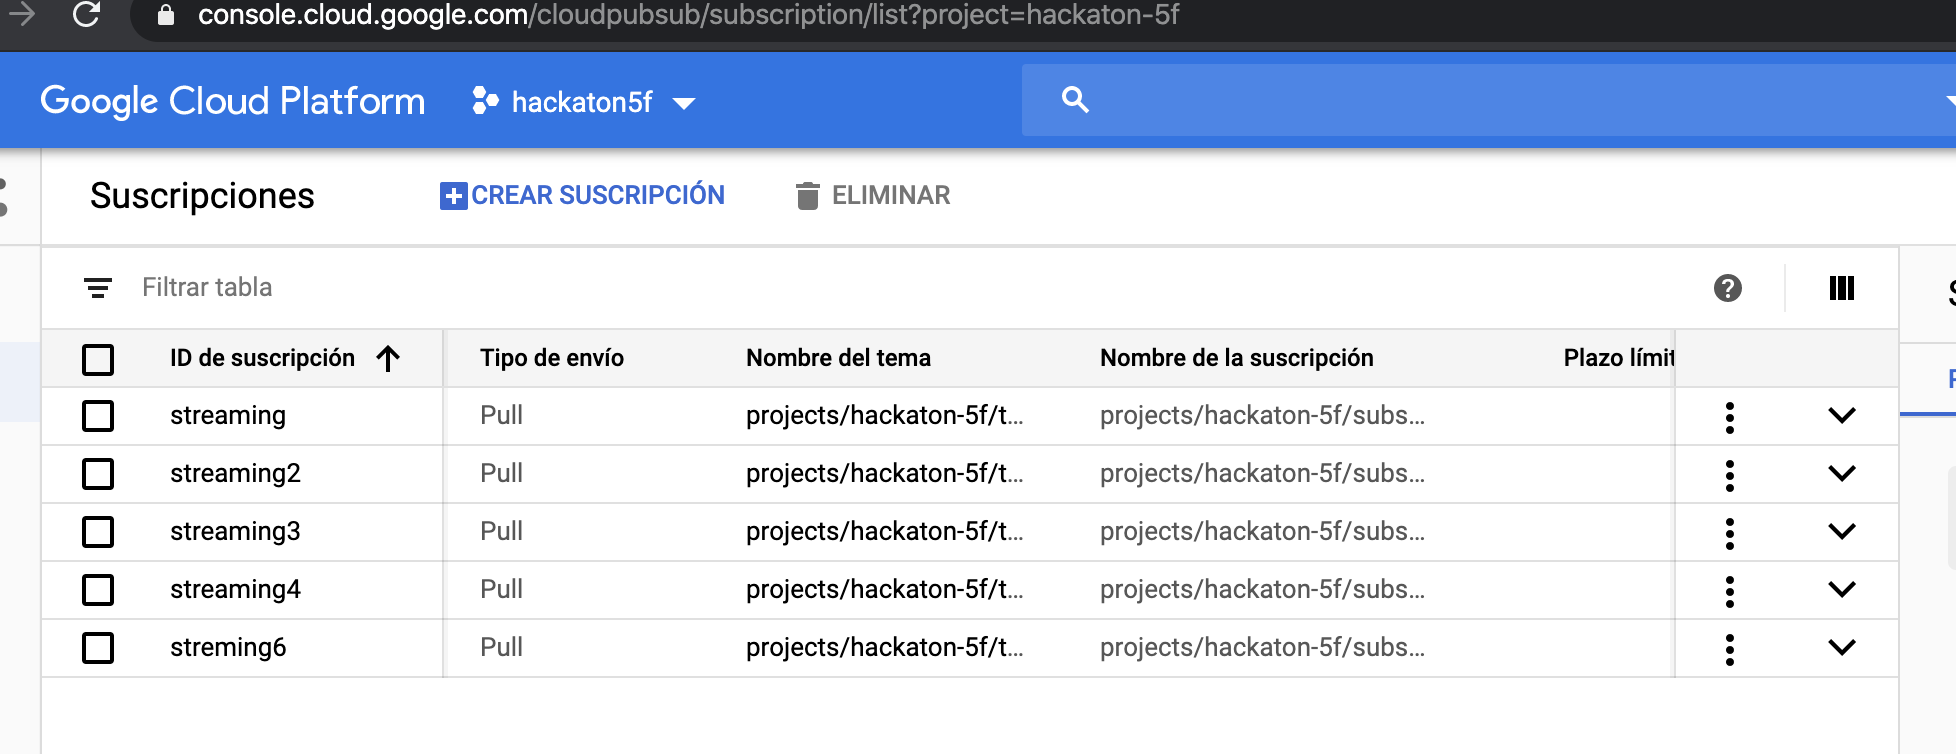 console.cloud.google.com/cloudpubsub/subscription/list?project=hackaton-5f
Google Cloud Platform hackaton5f
Suscripciones CREAR SUSCRIPCIÓN ELIMINAR
Filtrar tabla
ID de suscripción Tipo de envío Nombre del tema Nombre de la suscripción Plazo límit
streaming Pull projects/hackaton-5f/t... projects/hackaton-5f/subs...
streaming2 Pull projects/hackaton-5f/t... projects/hackaton-5f/subs...
streaming3 Pull projects/hackaton-5f/t... projects/hackaton-5f/subs...
streaming4 Pull projects/hackaton-5f/t... projects/hackaton-5f/subs...
streming6 Pull projects/hackaton-5f/t... projects/hackaton-5f/subs...